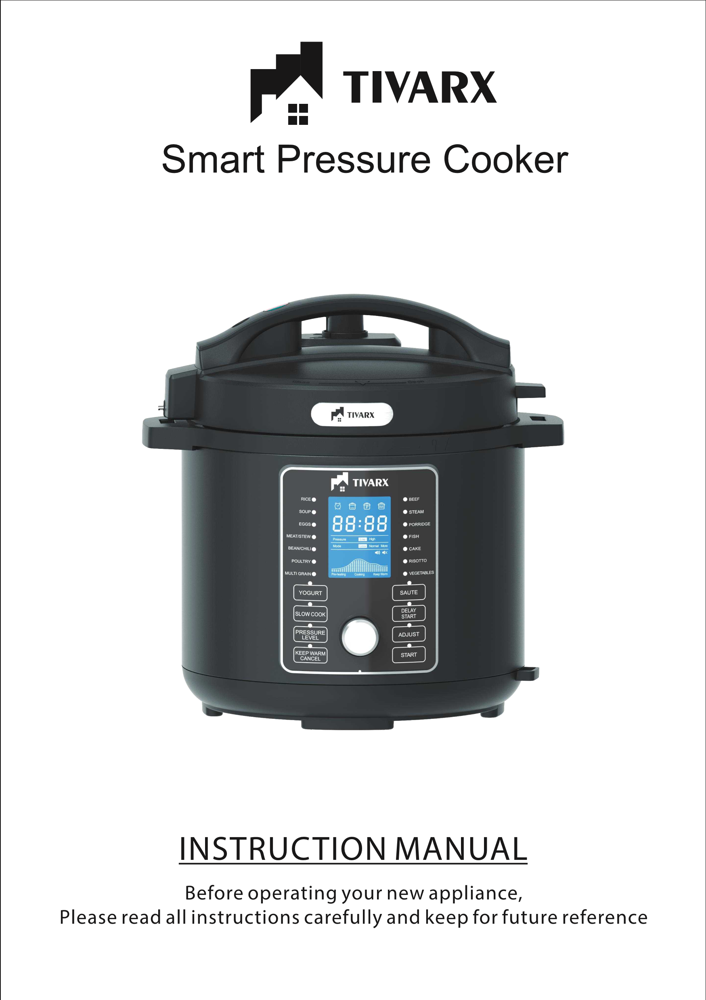 TIVARX
Smart Pressure Cooker
TIVARX
TIVARX
RICE
SOUP
EGGS
MEAT/STEW
BEAN/CHILI
POULTRY
MULTI GRAIN
88:88
Pressure Low High
Mode Less Normal More
Pre-heating Cooking Keep Warm
BEEF
STEAM
PORRIDGE
FISH
CAKE
RISOTTO
VEGETABLES
YOGURT
SLOW COOK
PRESSURE
LEVEL
KEEP WARM
CANCEL
SAUTE
DELAY
START
ADJUST
START
INSTRUCTION MANUAL
Before operating your new appliance,
Please read all instructions carefully and keep for future reference